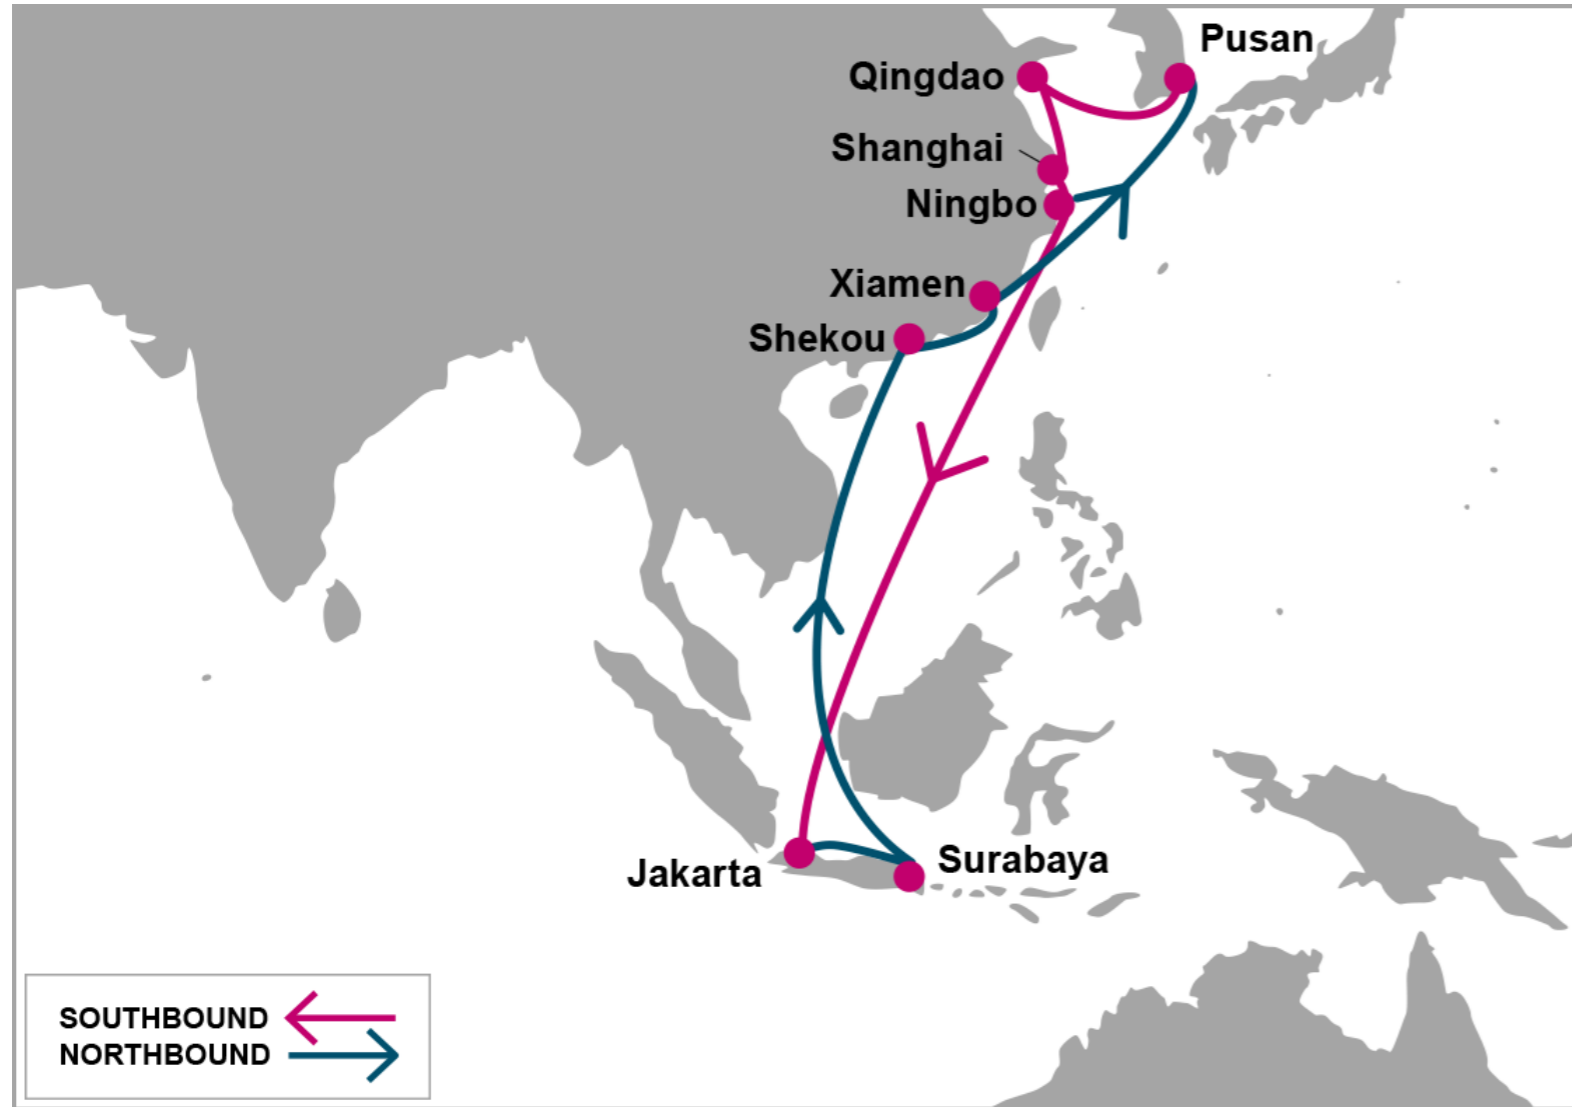 Pusan
Qingdao
Shanghai
Ningbo
Xiamen
Shekou
Surabaya
Jakarta
SOUTHBOUND
NORTHBOUND